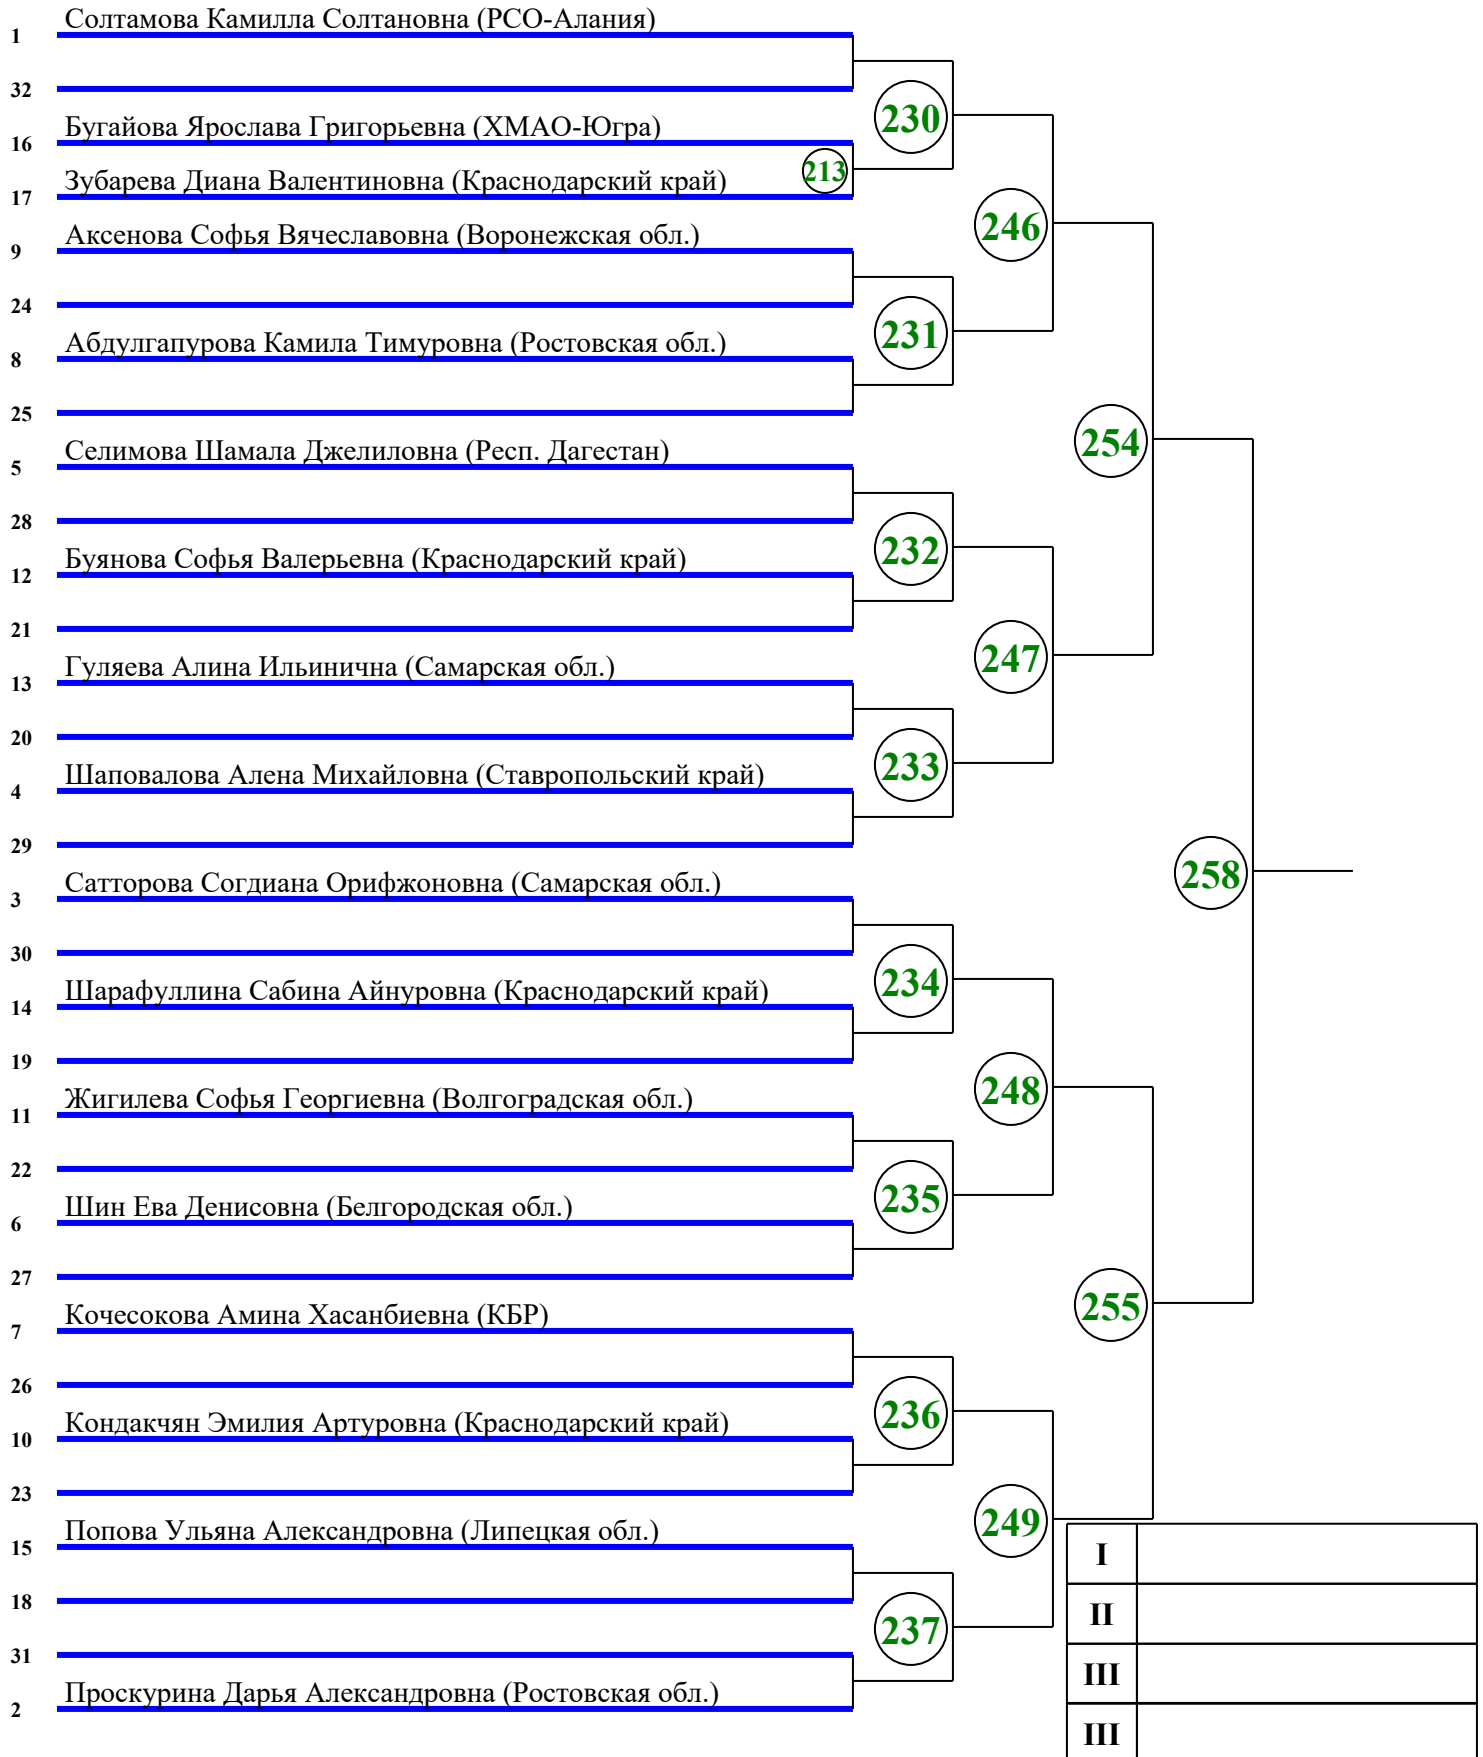 Солтамова Камилла Солтановна (РСО-Алания)
1
32
230
Бугайова Ярослава Григорьевна (ХМАО-Югра)
16
213
Зубарева Диана Валентиновна (Краснодарский край)
17
246
Аксенова Софья Вячеславовна (Воронежская обл.)
9
24
231
Абдулгапурова Камила Тимуровна (Ростовская обл.)
8
25
254
Селимова Шамала Джелиловна (Респ. Дагестан)
5
28
232
Буянова Софья Валерьевна (Краснодарский край)
12
21
247
Гуляева Алина Ильинична (Самарская обл.)
13
20
233
Шаповалова Алена Михайловна (Ставропольский край)
4
29
258
Сатторова Согдиана Орифжоновна (Самарская обл.)
3
30
234
Шарафуллина Сабина Айнуровна (Краснодарский край)
14
19
248
Жигилева Софья Георгиевна (Волгоградская обл.)
11
22
235
Шин Ева Денисовна (Белгородская обл.)
6
27
255
Кочесокова Амина Хасанбиевна (КБР)
7
26
236
Кондакчян Эмилия Артуровна (Краснодарский край)
10
23
249
Попова Ульяна Александровна (Липецкая обл.)
15
I
18
II
237
31
III
Проскурина Дарья Александровна (Ростовская обл.)
2
III